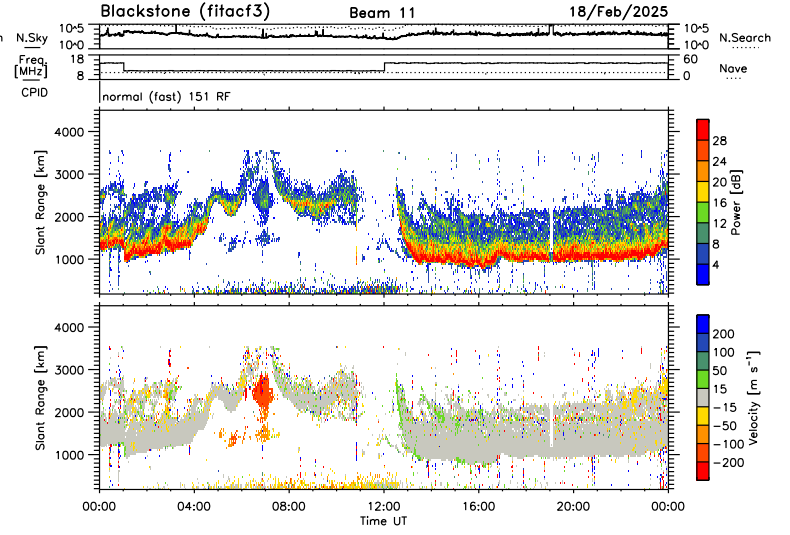 Blackstone (fitacf3) Beam 11 18/Feb/2025
N.Sky 10^5 10^0 10^5 10^0 N.Search
Freq. [MHz] 18 8 60 0 Nave
CPID normal (fast) 151 RF
Slant Range [km] 4000 3000 2000 1000
28 24 20 16 12 8 4 Power [dB]
Slant Range [km] 4000 3000 2000 1000
200 100 50 15 -15 -50 -100 -200 Velocity [m s⁻¹]
00:00 04:00 08:00 12:00 16:00 20:00 00:00
Time UT